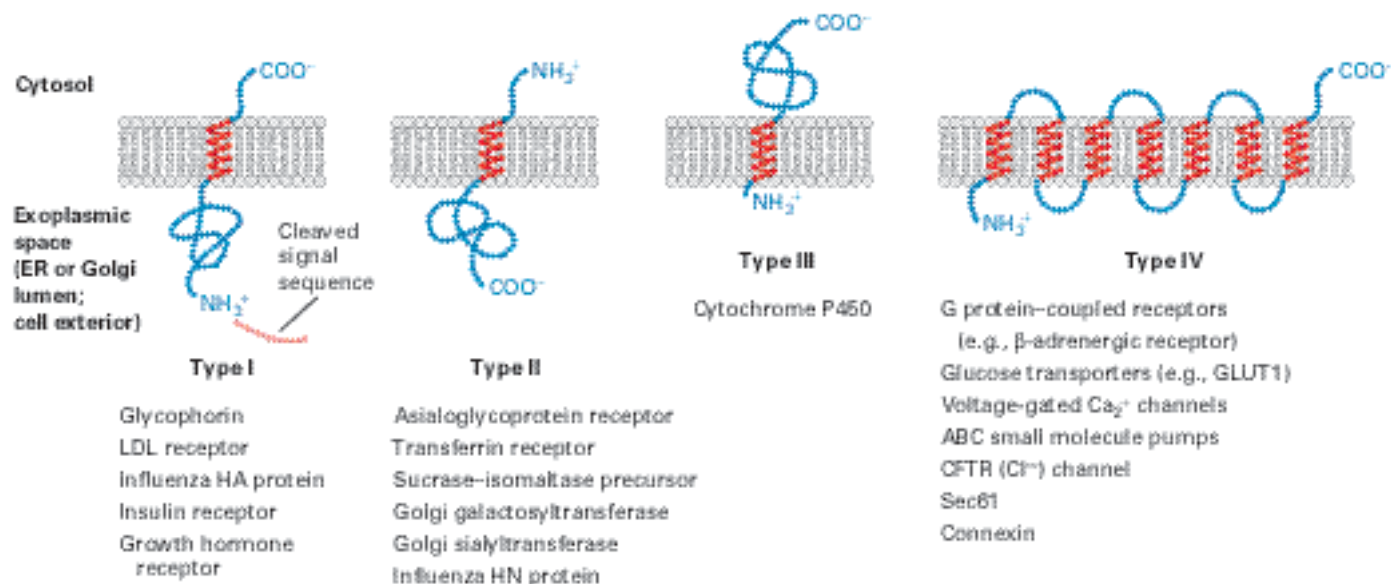 Cytosol
COO⁻
NH₃⁺
COO⁻
COO⁻
Exoplasmic
space
(ER or Golgi
lumen;
cell exterior)
Cleaved
signal
sequence
NH₃⁺
COO⁻
NH₃⁺
NH₃⁺
Type I
Glycophorin
LDL receptor
Influenza HA protein
Insulin receptor
Growth hormone
receptor
Type II
Asialoglycoprotein receptor
Transferrin receptor
Sucrase–isomaltase precursor
Golgi galactosyltransferase
Golgi sialyltransferase
Influenza HN protein
Type III
Cytochrome P450
Type IV
G protein–coupled receptors
(e.g., β-adrenergic receptor)
Glucose transporters (e.g., GLUT1)
Voltage-gated Ca₂⁺ channels
ABC small molecule pumps
CFTR (Cl⁻) channel
Sec61
Connexin